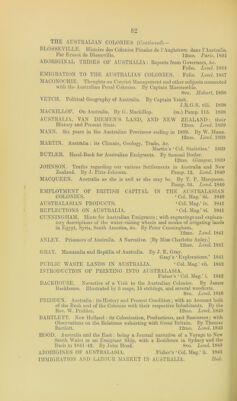 82
THE AUSTRALIAN COLONIES (Continued)—
BLOSSEVILLE. Histoire des Colonies Pénales de l'Angleterre dans l'Australie.
Par Ernest de Blosseville. 12mo. Paris. 1831
ABORIGINAL TRIBES OF AUSTRALIA: Reports from Governors, &c.
Folio. Lond. 1834
EMIGRATION TO THE AUSTRALIAN COLONIES. Folio. Lond. 1837
MACONOCHIE. Thoughts on Convict Management and other subjects connected
with the Australian Penal Colonies. By Captain Maconochie.
8vo. Hobart. 1838
VETCH. Political Geography of Australia. By Captain Vetch.
J.R.G.S. viii. 1838
MACKILLOP. On Australia. By G. Mackillop. (in.) Pamp. 151. 1839
AUSTRALIA, VAN DIEMEN'S LAND, AND NEW ZEALAND: their
History and Present State. 12mo. Lond. 1839
MANN. Six years in the Australian Provinces ending in 1839. By W. Mann.
12mo. Lond. 1839
MARTIN. Australia: its Climate, Geology, Trade, &c.
Martin's 'Col. Statistics.' 1839
BUTLER. Hand-Book for Australian Emigrants. By Samuel Butler.
12mo. Glasgow. 1839
JOHNSON. Truths regarding our various Settlements in Australia and New
Zealand. By J. Pitts Johnson. Pamp. 12. Lond. 1840
MACQUEEN. Australia as she is and as she may be. By T. P. Macqueen.
Pamp. 31. Lond. 1840
EMPLOYMENT OF BRITISH CAPITAL IN THE AUSTRALASIAN
COLONIES. 'Col. Mag.' iii. 1840
AUSTRALASIAN PRODUCTS. 'Col. Mag.' iv. 1841
REFLECTIONS ON AUSTRALIA. 'Col. Mag.' vi. 1841
CUNNINGHAM. Hints for Australian Emigrants; with engravings and explana-
tory descriptions of the water-raising wheels and modes of irrigating lands
in Egypt, Syria, South America, &c. By Peter Cunningham.
12mo. Lond. 1841
ANLEY. Prisoners of Australia. A Narrative. [By Miss Charlotte Anley.]
12mo. Lond. 1841
GRAY. Mammalia and Reptilia of Australia. By J. E. Gray.
Grey's 'Explorations.' 1841
PUBLIC WASTE LANDS IN AUSTRALIA. 'Col. Mag.' vii. 1842
INTRODUCTION OF PRINTING INTO AUSTRALASIA.
Fisher's 'Col. Mag.' i. 1842
BACKHOUSE. Narrative of a Visit to the Australian Colonies. By James
Backhouse. Illustrated by 3 maps, 15 etchings, and several woodcuts.
8vo. Lond. 1843
PRIDDEN. Australia: its History and Present Condition; with an Account both
of the Bush and of the Colonies with their respective Inhabitants. By the
Rev. W. Pridden. 12mo. Lond. 1843
BARTLETT. New Holland: its Colonization, Productions, and Resources; with
Observations on the Relations subsisting with Great Britain. By Thomas
Bartlett. 12mo. Lond. 1843
HOOD. Australia and the East: being a Journal narrative of a Voyage to New
South Wales in an Emigrant Ship, with a Residence in Sydney and the
Bush in 1841-42. By John Hood. 8vo. Lond. 1843
ABORIGINES OF AUSTRALASIA. Fisher's 'Col. Mag.' ii. 1843
IMMIGRATION AND LABOUR MARKET IN AUSTRALIA. Ibid.